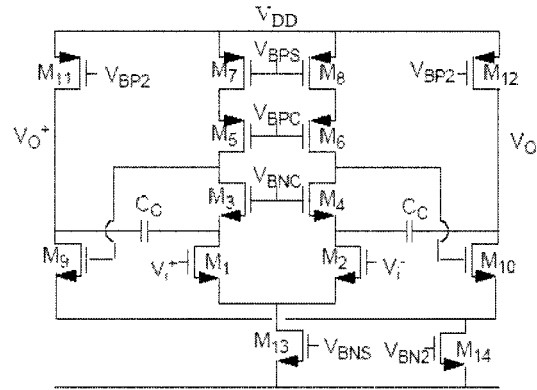 VDD
M11
VBP2
M7
VBPS
M8
VBP2
M12
VO+
M5
VBPC
M6
VO
M3
VBNC
M4
CC
CC
M9
Vi+
M1
M2
Vi-
M10
M13
VBNS
VBN2
M14